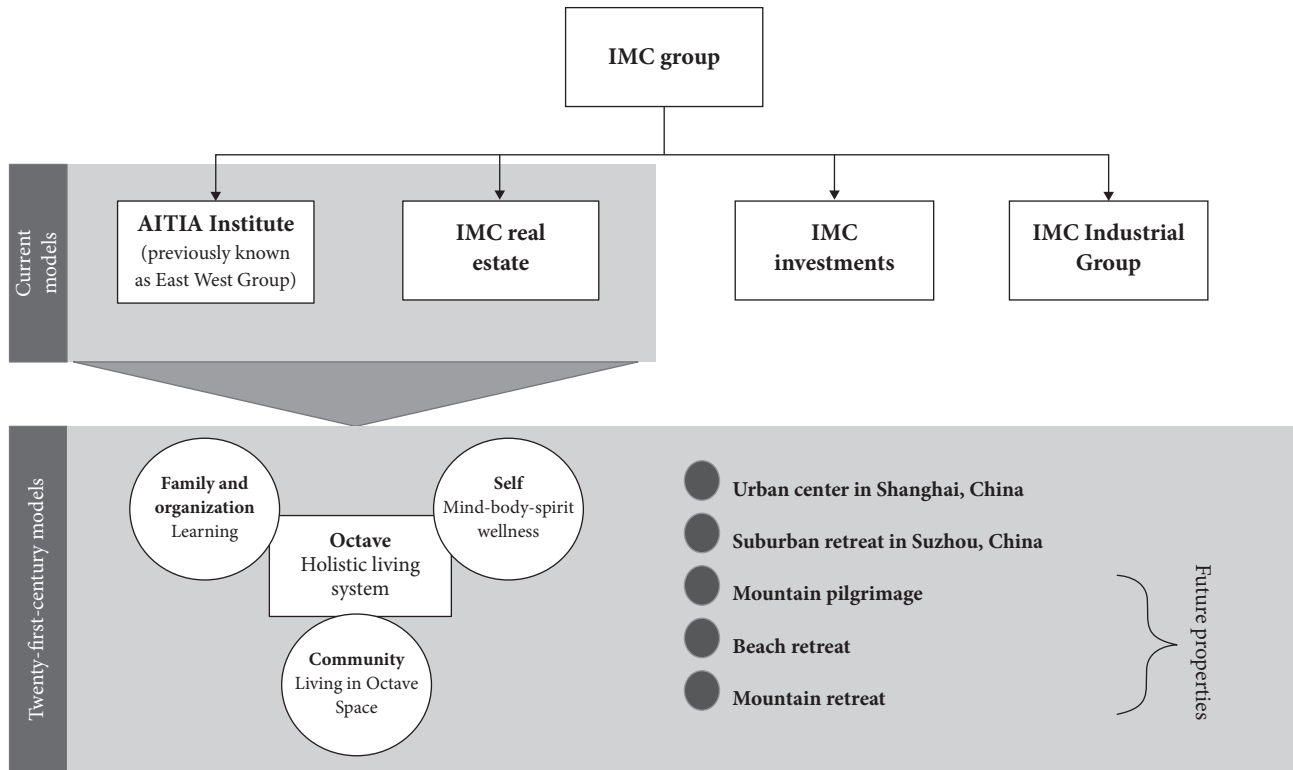 IMC group
Current
models
AITIA Institute
(previously known
as East West Group)
IMC real
estate
IMC
investments
IMC Industrial
Group
Twenty-first-century models
Family and
organization
Learning
Self
Mind-body-spirit
wellness
Octave
Holistic living
system
Community
Living in Octave
Space
Urban center in Shanghai, China
Suburban retreat in Suzhou, China
Mountain pilgrimage
Beach retreat
Mountain retreat
Future properties